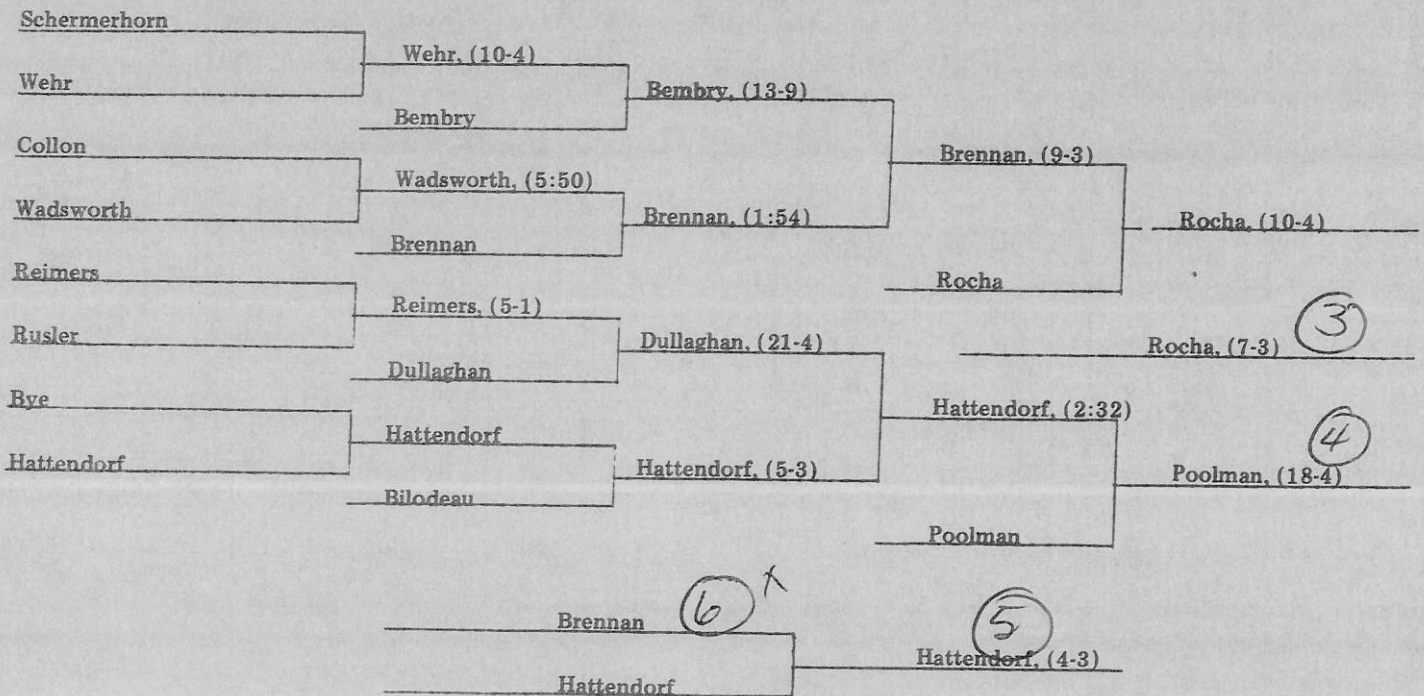 Schermerhorn
Wehr, (10-4)
Wehr
Bembry, (13-9)
Bembry
Collon
Brennan, (9-3)
Wadsworth, (5:50)
Wadsworth
Brennan, (1:54)
Rocha, (10-4)
Brennan
Reimers
Rocha
Reimers, (5-1)
3
Rusler
Dullaghan, (21-4)
Rocha, (7-3)
Dullaghan
Bye
Hattendorf, (2:32)
4
Hattendorf
Hattendorf
Hattendorf, (5-3)
Poolman, (18-4)
Bilodeau
Poolman
6 X
Brennan
5
Hattendorf, (4-3)
Hattendorf